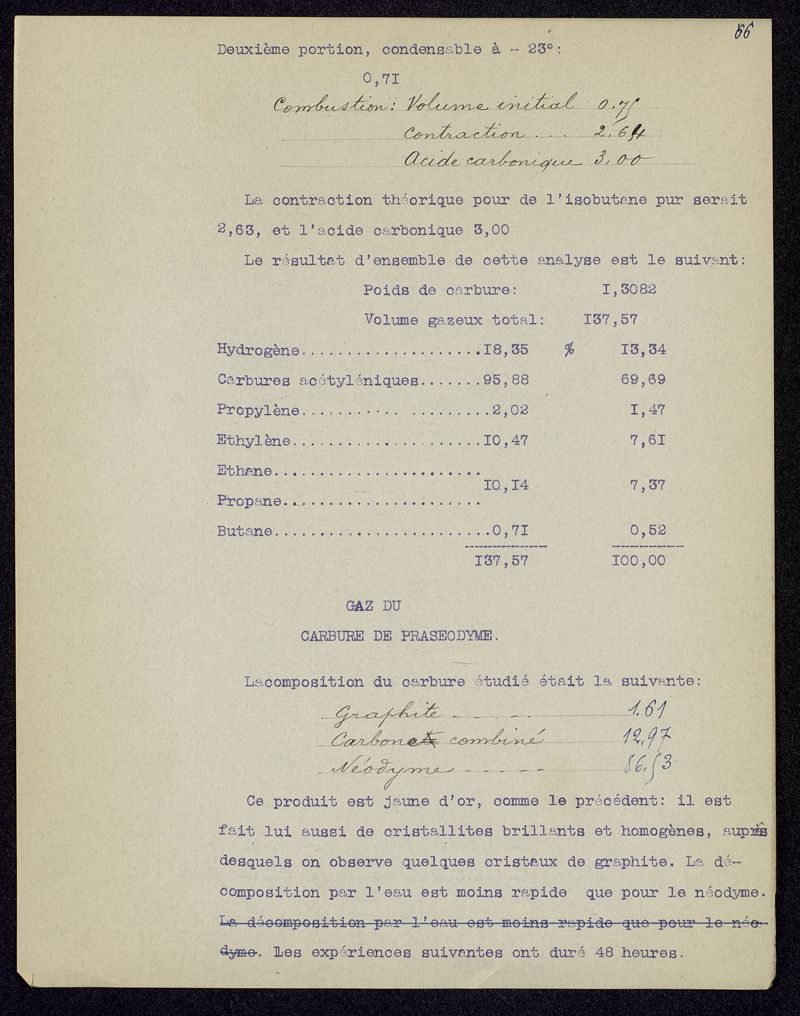 66
Deuxième portion, condensable à - 23°:
0,7I
Combustion: Volume initial 0.75
Contraction . . . 2.64
Acide carbonique 3,00
La contraction théorique pour de l'isobutane pur serait
2,63, et l'acide carbonique 3,00
Le résultat d'ensemble de cette analyse est le suivant:
Poids de carbure: I,3082
Volume gazeux total: I37,57
Hydrogène....................I8,35 % I3,34
Carbures acétyléniques.......95,88 69,69
Propylène........... .........2,02 I,47
Ethylène.....................I0,47 7,6I
Ethane.......................
I0,I4 7,37
Propane......................
Butane........................0,7I 0,52
I37,57 I00,00
GAZ DU
CARBURE DE PRASEODYME.
Lacomposition du carbure étudié était la suivante:
Graphite - - - - - 1.61
Carbone combiné 12,97
Néodyme - - - - - 86.53
Ce produit est jaune d'or, comme le précédent: il est
fait lui aussi de cristallites brillants et homogènes, auprès
desquels on observe quelques cristaux de graphite. La dé-
composition par l'eau est moins rapide que pour le néodyme.
La décomposition par l'eau est moins rapide que pour le néo-
dyme. Les expériences suivantes ont duré 48 heures.